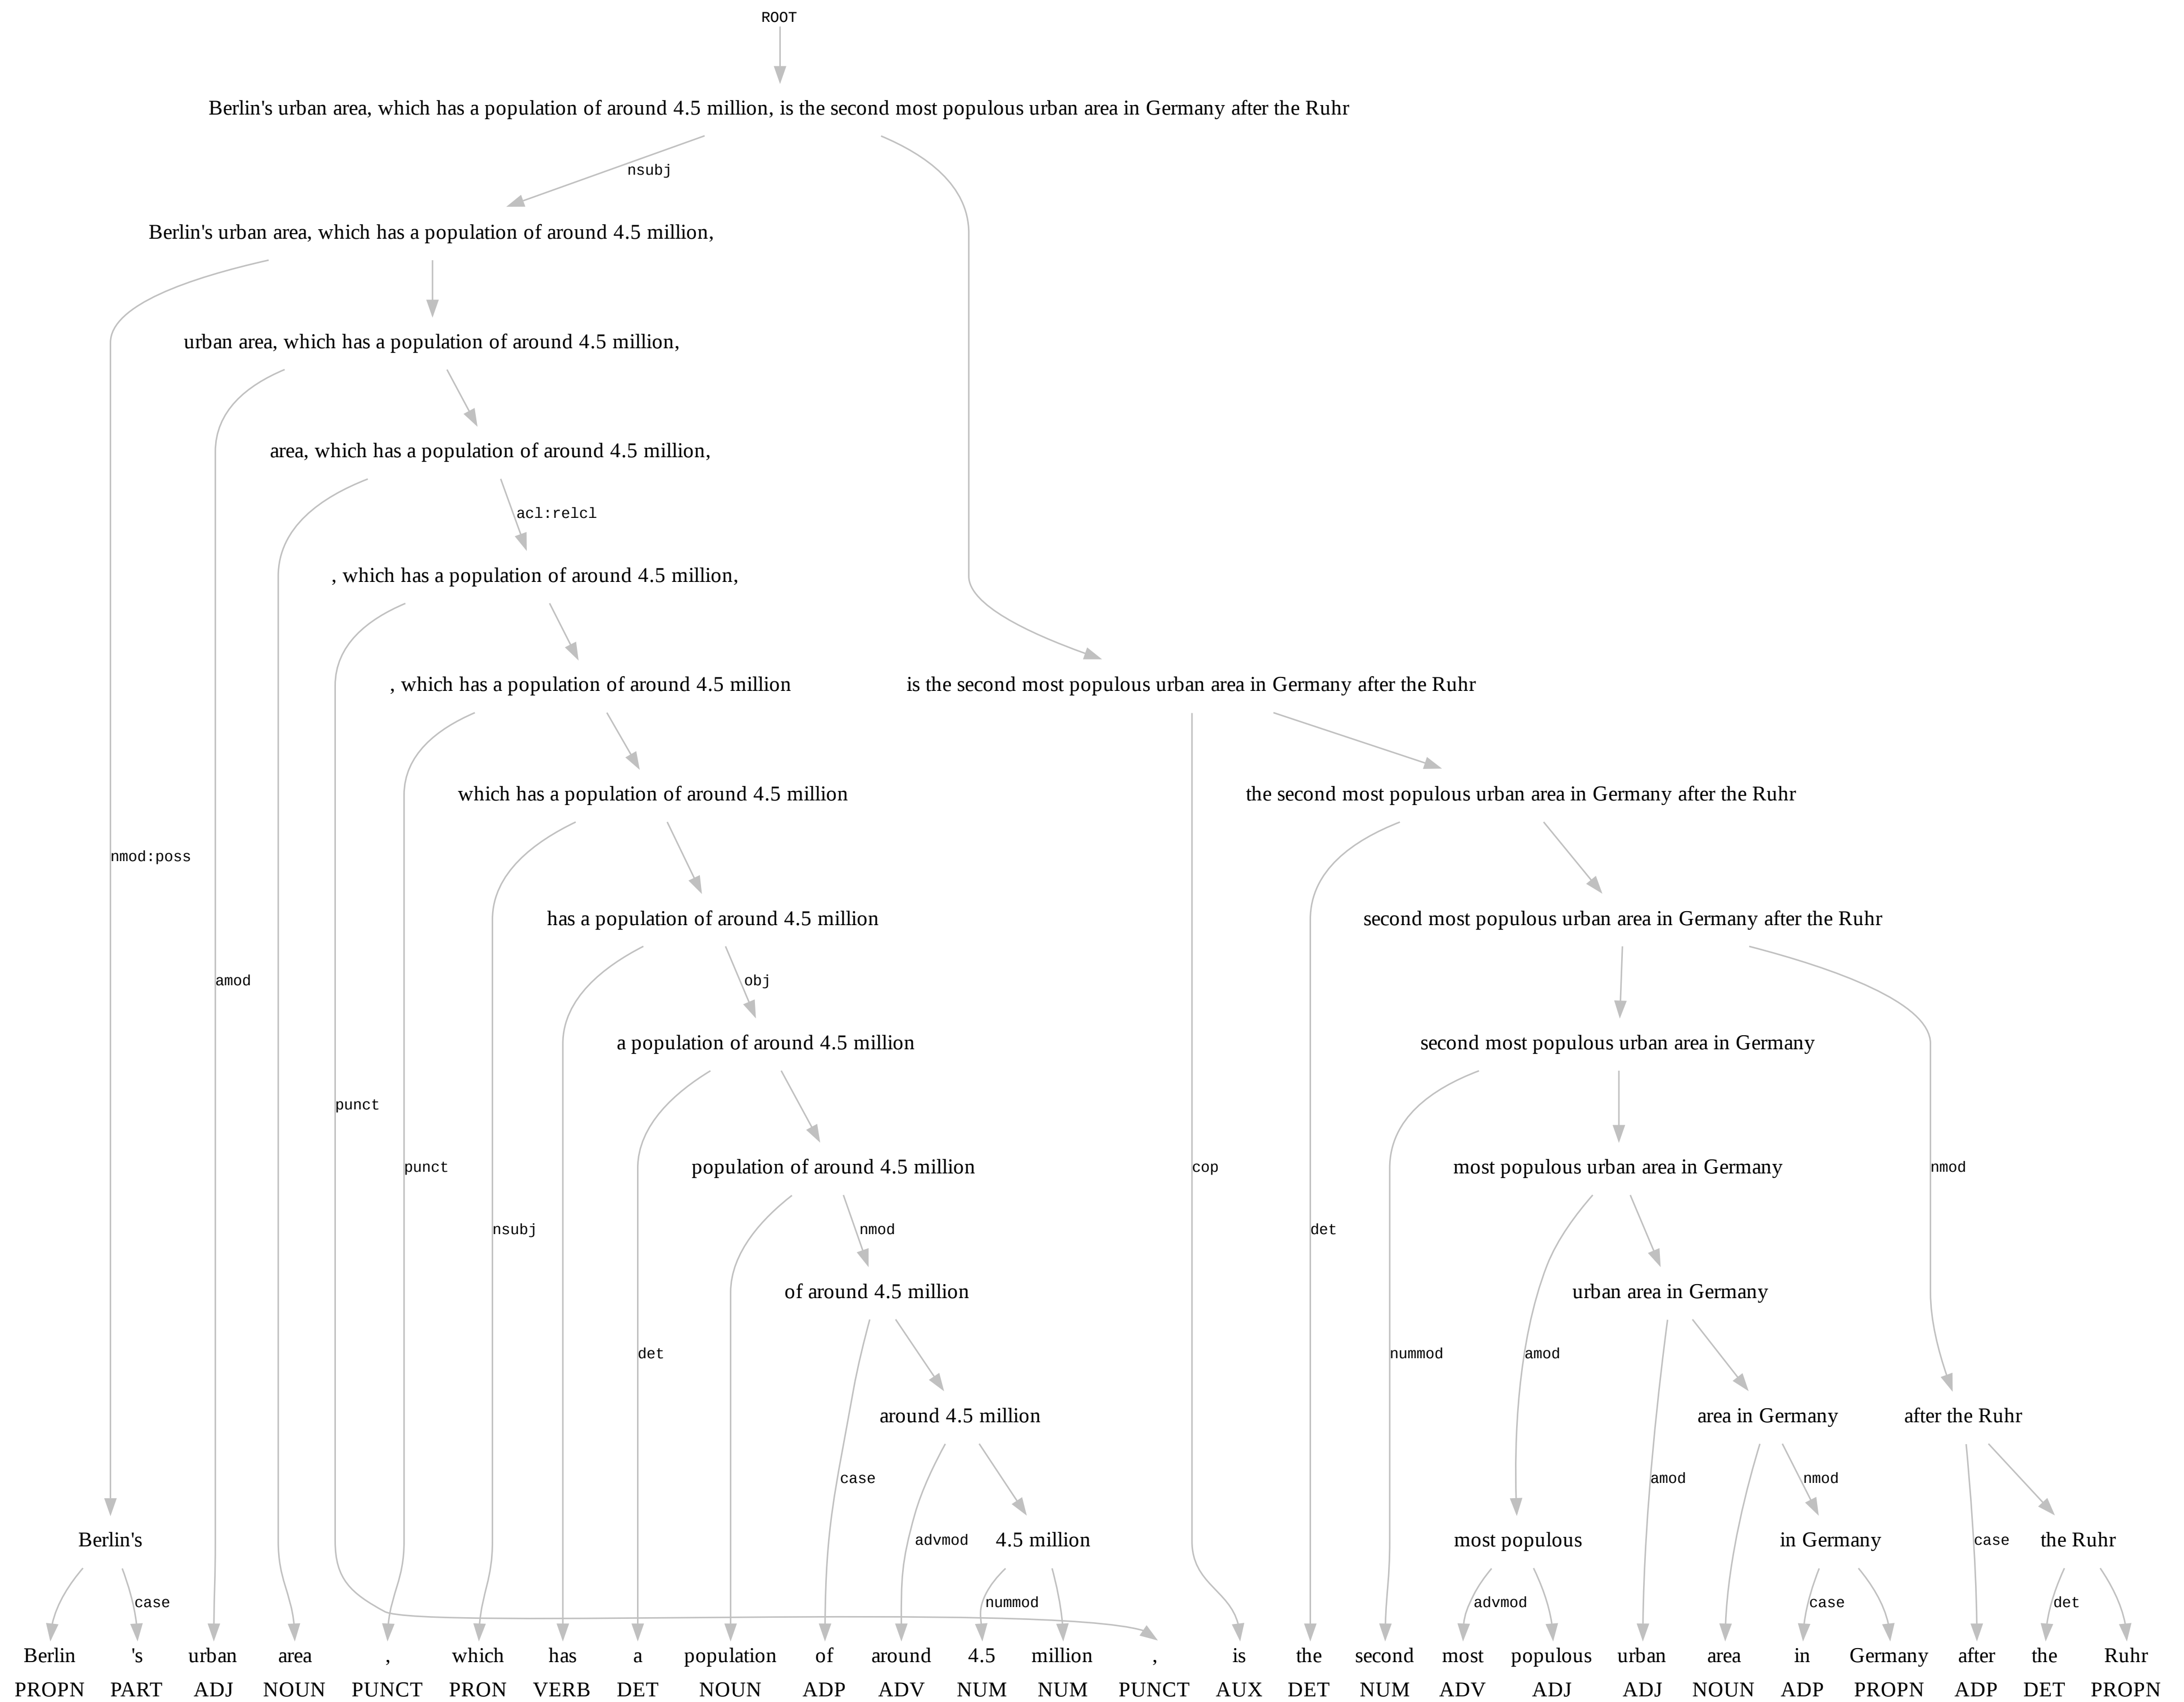 ROOT
Berlin's urban area, which has a population of around 4.5 million, is the second most populous urban area in Germany after the Ruhr
nsubj
Berlin's urban area, which has a population of around 4.5 million,
urban area, which has a population of around 4.5 million,
area, which has a population of around 4.5 million,
acl:relcl
, which has a population of around 4.5 million,
, which has a population of around 4.5 million is the second most populous urban area in Germany after the Ruhr
which has a population of around 4.5 million the second most populous urban area in Germany after the Ruhr
nmod:poss
has a population of around 4.5 million second most populous urban area in Germany after the Ruhr
amod obj
a population of around 4.5 million second most populous urban area in Germany
punct
population of around 4.5 million most populous urban area in Germany
punct cop nmod
nsubj nmod det
of around 4.5 million urban area in Germany
det nummod amod
around 4.5 million area in Germany after the Ruhr
case amod nmod
Berlin's advmod 4.5 million most populous in Germany case the Ruhr
case nummod advmod case det
Berlin 's urban area , which has a population of around 4.5 million , is the second most populous urban area in Germany after the Ruhr
PROPN PART ADJ NOUN PUNCT PRON VERB DET NOUN ADP ADV NUM NUM PUNCT AUX DET NUM ADV ADJ ADJ NOUN ADP PROPN ADP DET PROPN